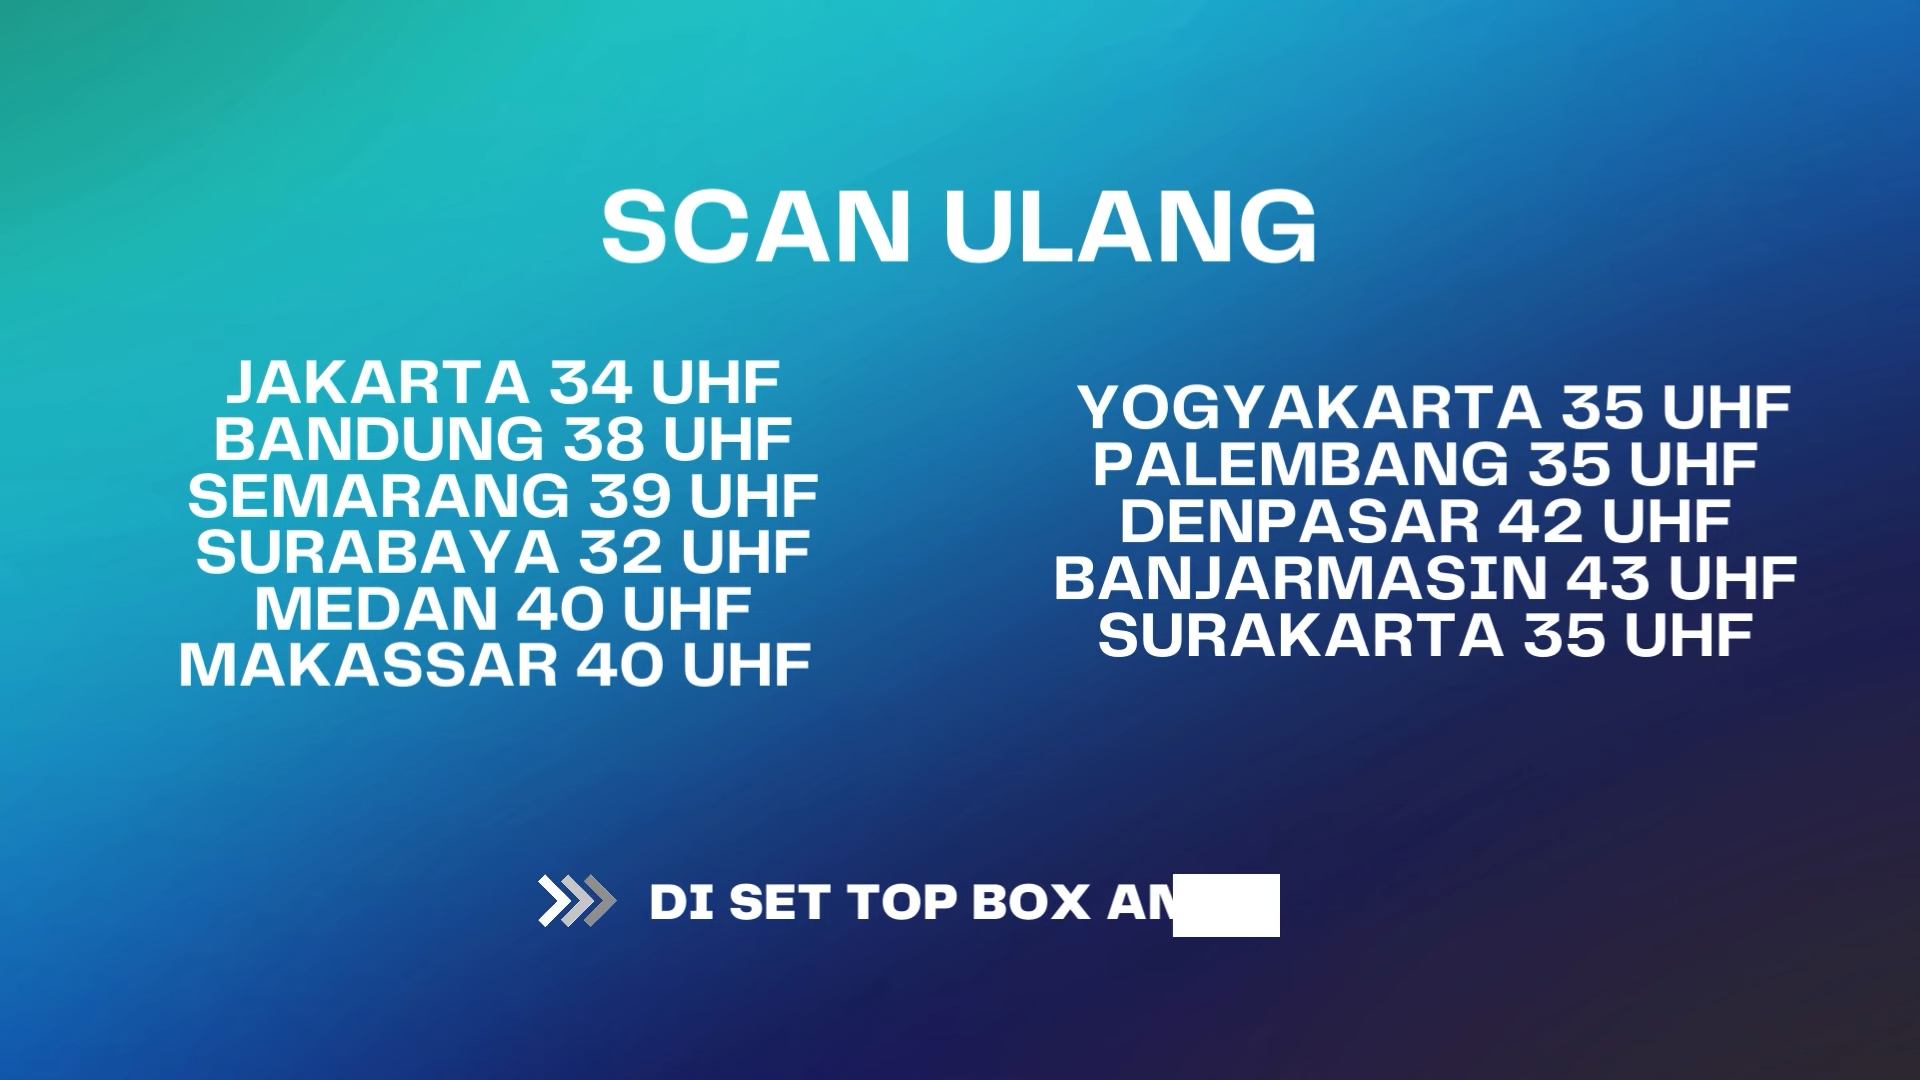 SCAN ULANG
JAKARTA 34 UHF
BANDUNG 38 UHF
SEMARANG 39 UHF
SURABAYA 32 UHF
MEDAN 40 UHF
MAKASSAR 40 UHF
YOGYAKARTA 35 UHF
PALEMBANG 35 UHF
DENPASAR 42 UHF
BANJARMASIN 43 UHF
SURAKARTA 35 UHF
DI SET TOP BOX